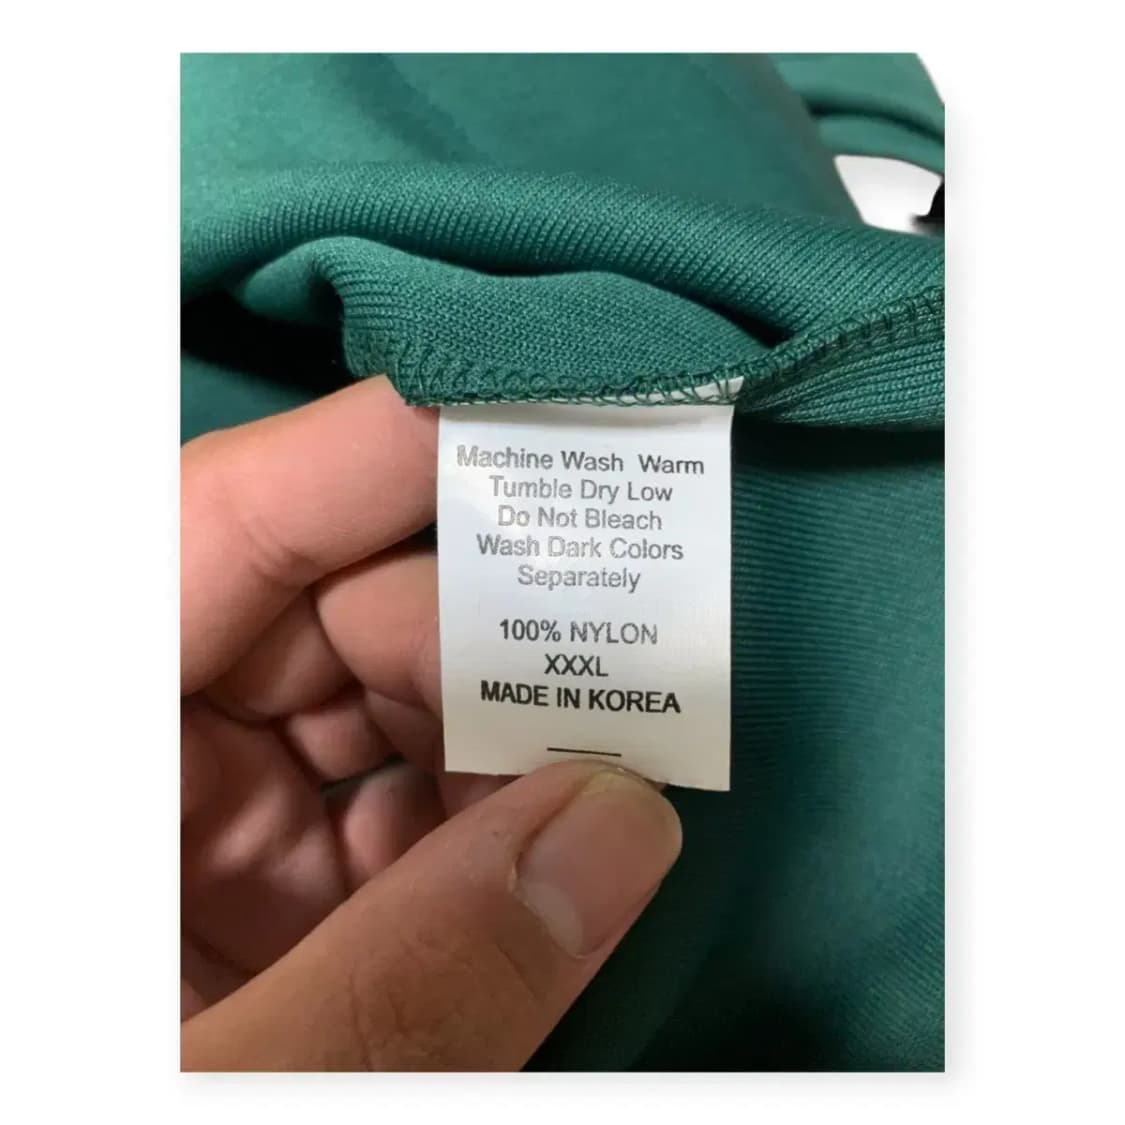 Machine Wash Warm
Tumble Dry Low
Do Not Bleach
Wash Dark Colors
Separately
100% NYLON
XXXL
MADE IN KOREA